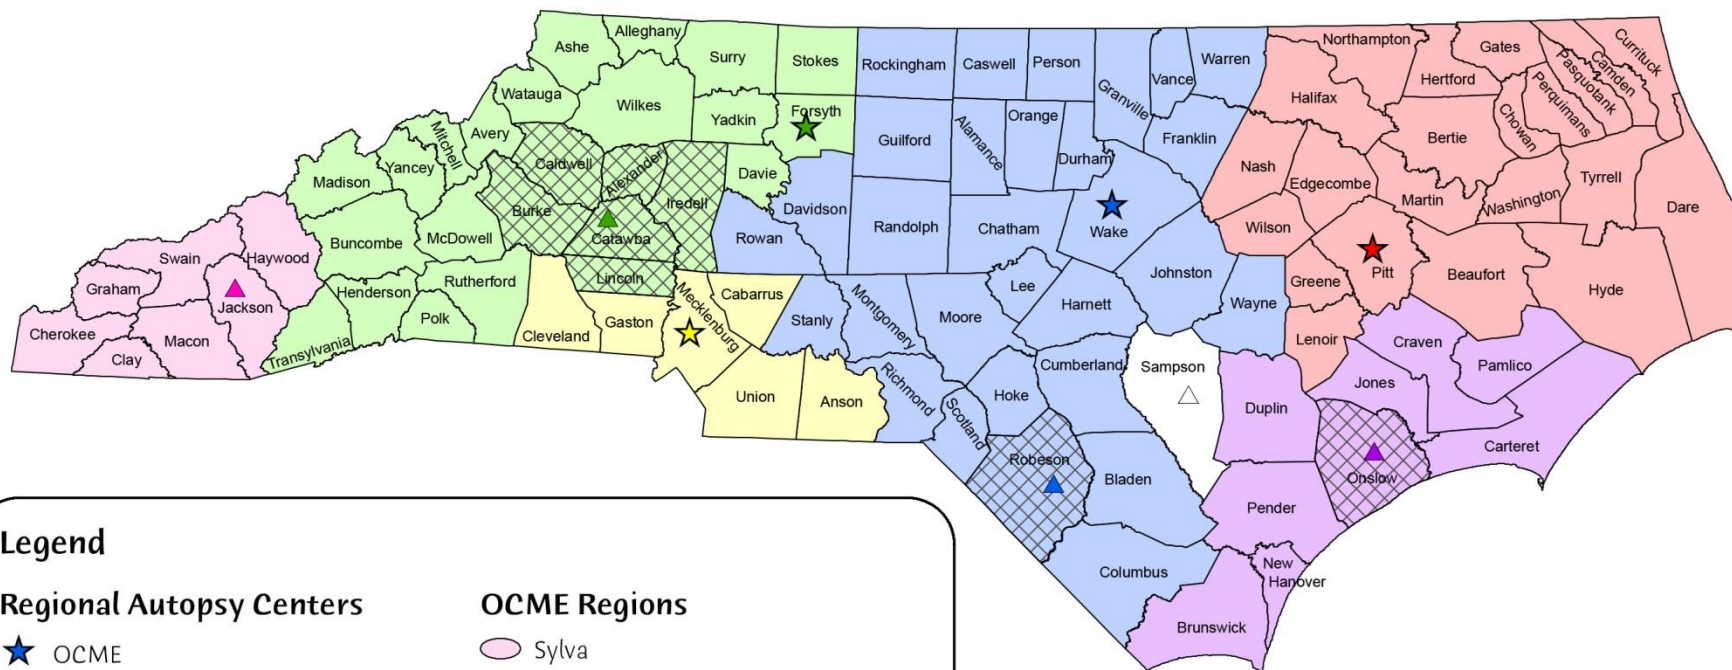 Alleghany
Ashe
Surry
Stokes
Rockingham
Caswell
Person
Granville
Vance
Warren
Northampton
Gates
Currituck
Camden
Pasquotank
Perquimans
Hertford
Halifax
Watauga
Wilkes
Yadkin
Forsyth
Guilford
Alamance
Orange
Durham
Franklin
Bertie
Chowan
Mitchell
Avery
Caldwell
Alexander
Iredell
Davie
Nash
Edgecombe
Martin
Washington
Tyrrell
Dare
Madison
Yancey
Burke
Catawba
Davidson
Randolph
Chatham
Wake
Wilson
Pitt
Beaufort
Hyde
Buncombe
McDowell
Rowan
Swain
Haywood
Graham
Jackson
Henderson
Rutherford
Lincoln
Mecklenburg
Cabarrus
Stanly
Montgomery
Moore
Lee
Harnett
Johnston
Wayne
Greene
Lenoir
Craven
Pamlico
Cherokee
Clay
Macon
Transylvania
Polk
Cleveland
Gaston
Union
Anson
Richmond
Scotland
Hoke
Cumberland
Sampson
Duplin
Jones
Carteret
Onslow
Robeson
Bladen
Pender
Columbus
New
Hanover
Brunswick
Legend
Regional Autopsy Centers
OCME
OCME Regions
Sylva